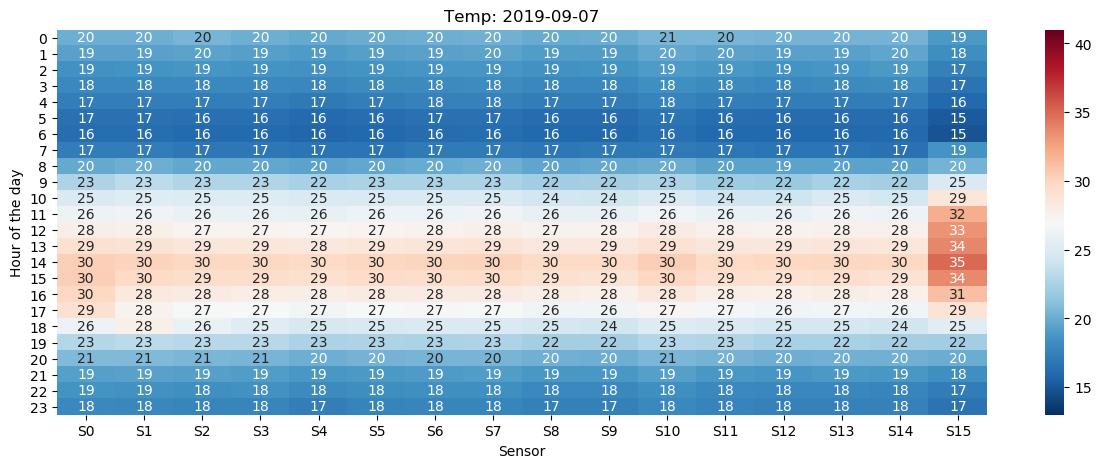 Temp: 2019-09-07
0 20 20 20 20 20 20 20 20 20 20 21 20 20 20 20 19
1 19 19 20 19 19 19 19 20 19 19 20 20 19 19 20 18
2 19 19 19 19 19 19 19 19 19 19 19 19 19 19 19 17
3 18 18 18 18 18 18 18 18 18 18 18 18 18 18 18 17
4 17 17 17 17 17 17 18 18 17 17 18 17 17 17 17 16
5 17 17 16 16 16 16 17 17 16 16 17 16 16 16 16 15
6 16 16 16 16 16 16 16 16 16 16 16 16 16 16 16 15
7 17 17 17 17 17 17 17 17 17 17 17 17 17 17 16 19
8 20 20 20 20 20 20 20 20 20 20 20 20 19 20 20 20
9 23 23 23 23 22 23 23 23 22 22 23 22 22 22 22 25
10 25 25 25 25 25 25 25 25 24 24 25 24 24 25 25 29
11 26 26 26 26 26 26 26 26 26 26 26 26 26 26 26 32
12 28 28 27 27 27 27 28 28 27 28 28 28 28 28 28 33
13 29 29 29 29 28 29 29 29 29 29 29 29 29 29 29 34
14 30 30 30 30 30 30 30 30 30 30 30 30 30 30 30 35
15 30 30 29 29 29 30 30 30 29 29 30 29 29 29 29 34
16 30 28 28 28 28 28 28 28 28 28 28 28 28 28 28 31
17 29 28 27 27 27 27 27 27 26 26 27 27 26 27 26 29
18 26 28 26 25 25 25 25 25 25 24 25 25 25 25 24 25
19 23 23 23 23 23 23 23 23 22 22 23 23 22 22 22 22
20 21 21 21 21 20 20 20 20 20 20 21 20 20 20 20 20
21 19 19 19 19 19 19 19 19 19 19 19 19 19 19 19 18
22 19 19 18 18 18 18 18 18 18 18 18 18 18 18 18 17
23 18 18 18 18 17 18 18 18 17 17 18 18 18 18 18 17
S0 S1 S2 S3 S4 S5 S6 S7 S8 S9 S10 S11 S12 S13 S14 S15
Sensor
Hour of the day
40
35
30
25
20
15